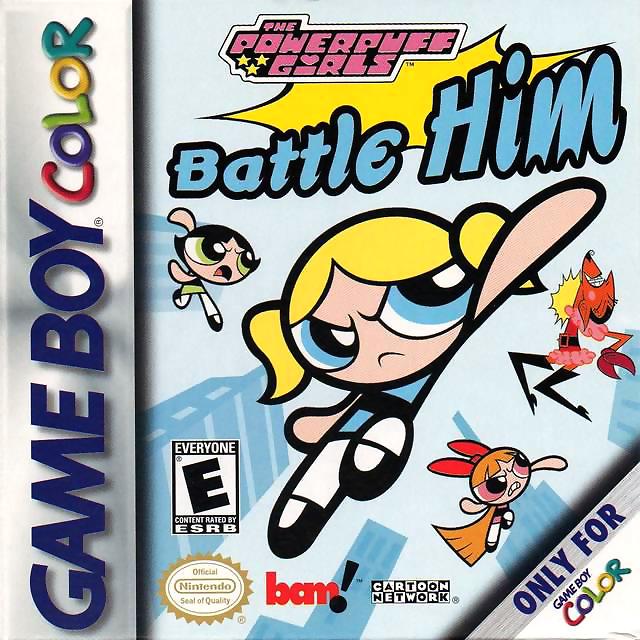 GAME BOY COLOR
®
THE
POWERPUFF
GIRLS™
Battle Him
EVERYONE
E
®
CONTENT RATED BY
ESRB
Official
Nintendo
Seal of Quality
®
bam!™
CARTOON
NETWORK®
ONLY FOR
GAME BOY
COLOR